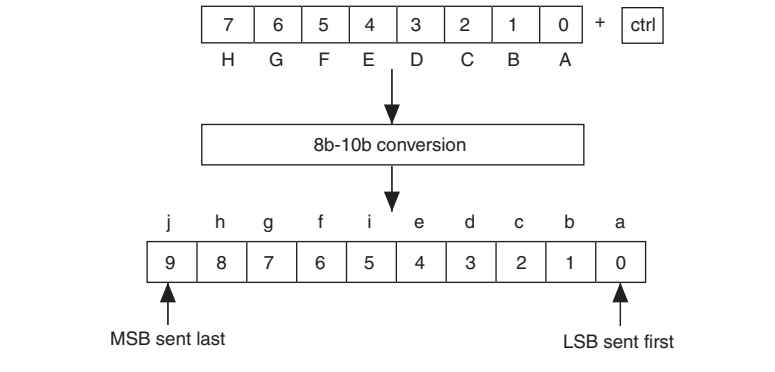 7 6 5 4 3 2 1 0 + ctrl
H G F E D C B A
8b-10b conversion
j h g f i e d c b a
9 8 7 6 5 4 3 2 1 0
MSB sent last LSB sent first